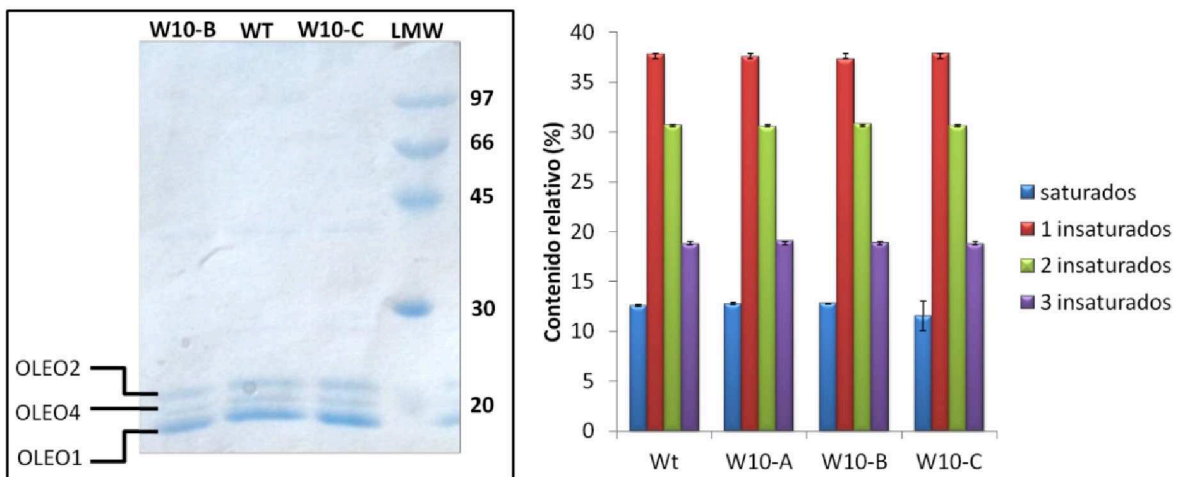 W10-B WT W10-C LMW
97
66
45
30
20
OLEO2
OLEO4
OLEO1
Contenido relativo (%)
40
35
30
25
20
15
10
5
0
Wt W10-A W10-B W10-C
saturados
1 insaturados
2 insaturados
3 insaturados